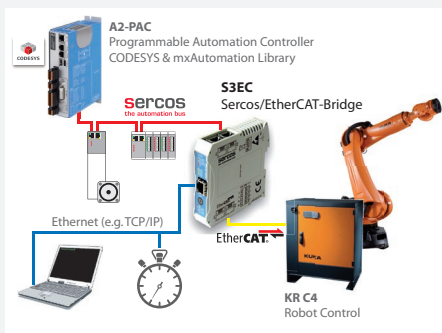 A2-PAC
Programmable Automation Controller
CODESYS & mxAutomation Library
CODESYS
sercos
the automation bus
S3EC
Sercos/EtherCAT-Bridge
sercos
Ethernet (e.g. TCP/IP)
EtherCAT
KUKA
KR C4
Robot Control